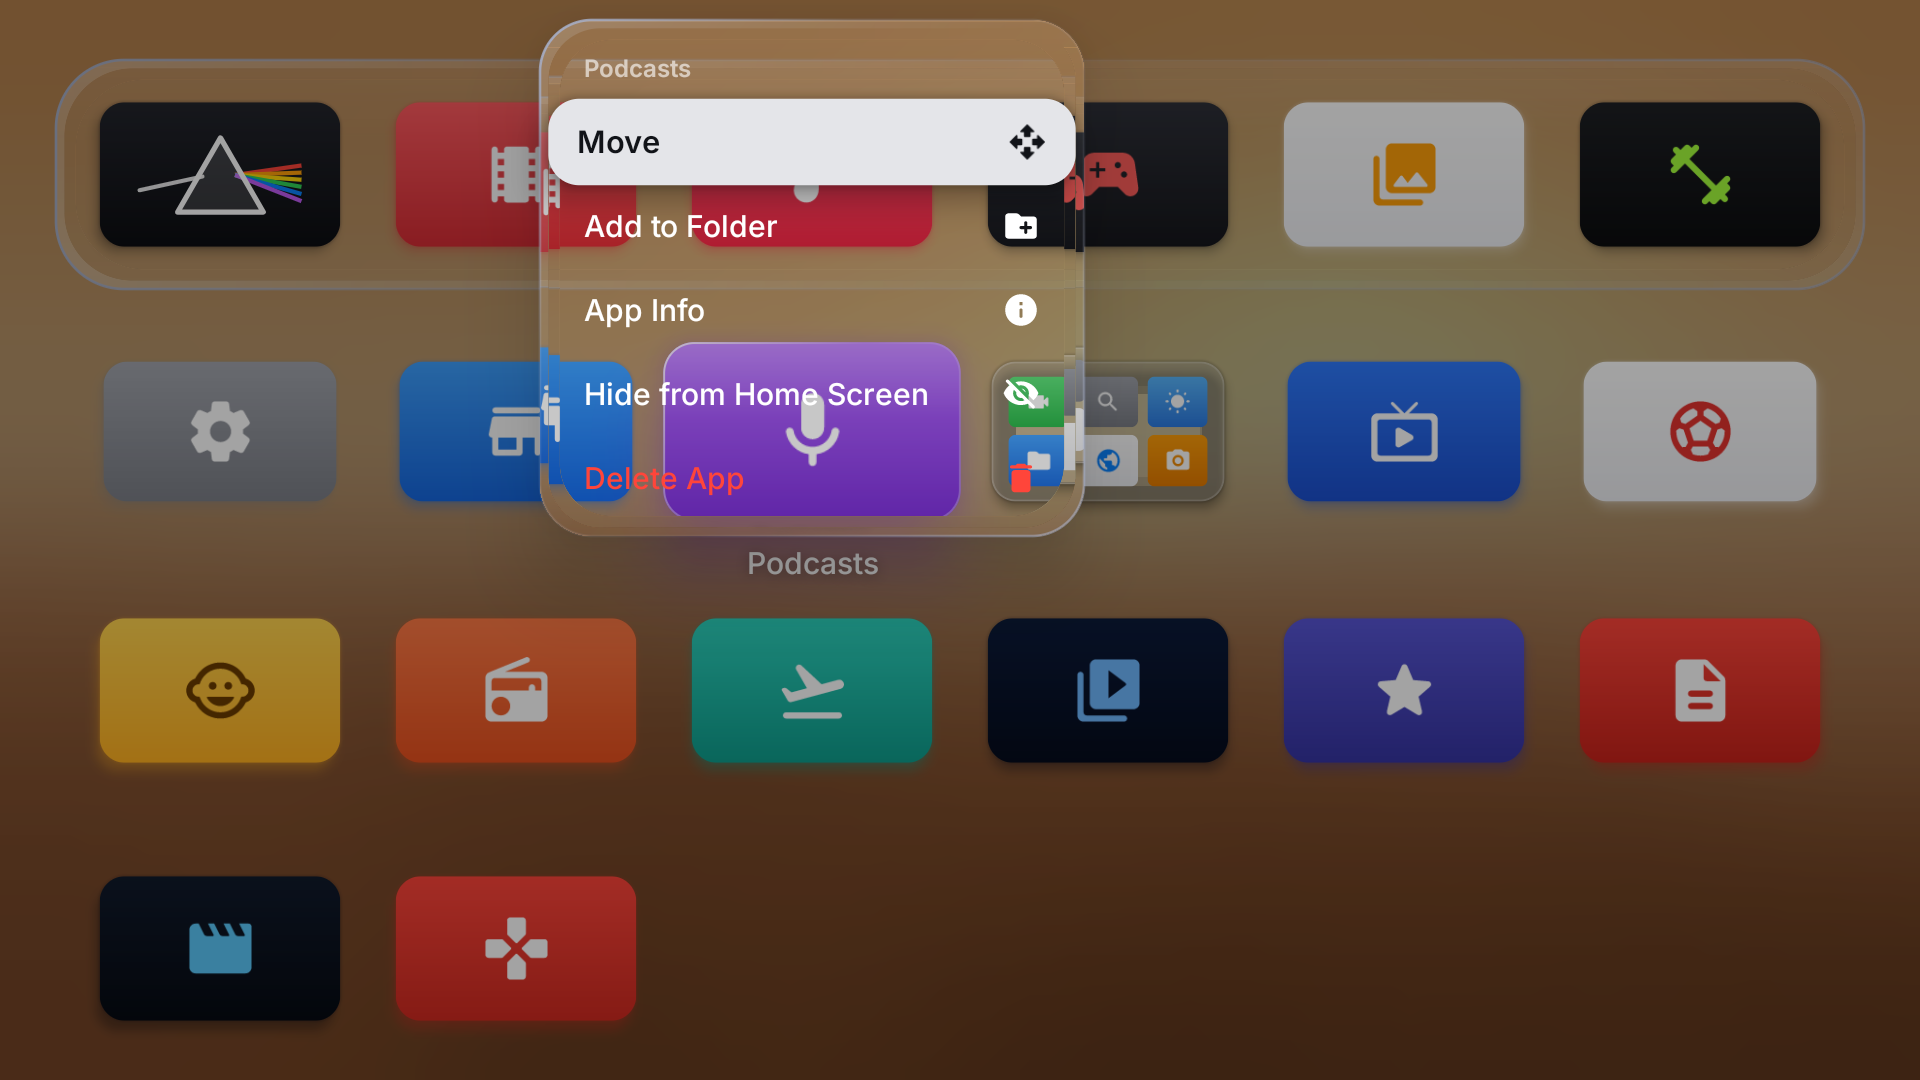 Podcasts
Move
Add to Folder
App Info
Hide from Home Screen
Delete App
Podcasts